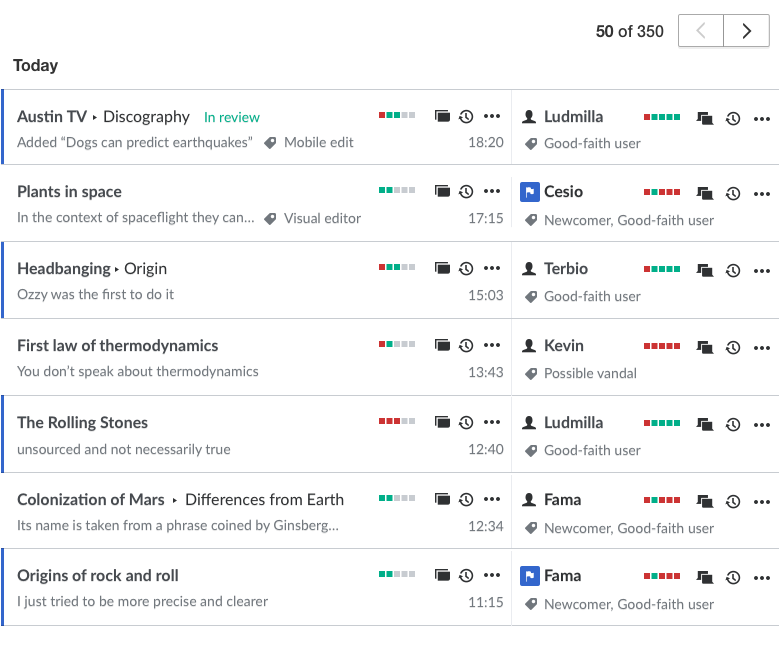 50 of 350
Today
Austin TV ‣ Discography In review
Added “Dogs can predict earthquakes” Mobile edit 18:20
Ludmilla
Good-faith user
Plants in space
In the context of spaceflight they can... Visual editor 17:15
Cesio
Newcomer, Good-faith user
Headbanging ‣ Origin
Ozzy was the first to do it 15:03
Terbio
Good-faith user
First law of thermodynamics
You don’t speak about thermodynamics 13:43
Kevin
Possible vandal
The Rolling Stones
unsourced and not necessarily true 12:40
Ludmilla
Good-faith user
Colonization of Mars ‣ Differences from Earth
Its name is taken from a phrase coined by Ginsberg... 12:34
Fama
Newcomer, Good-faith user
Origins of rock and roll
I just tried to be more precise and clearer 11:15
Fama
Newcomer, Good-faith user